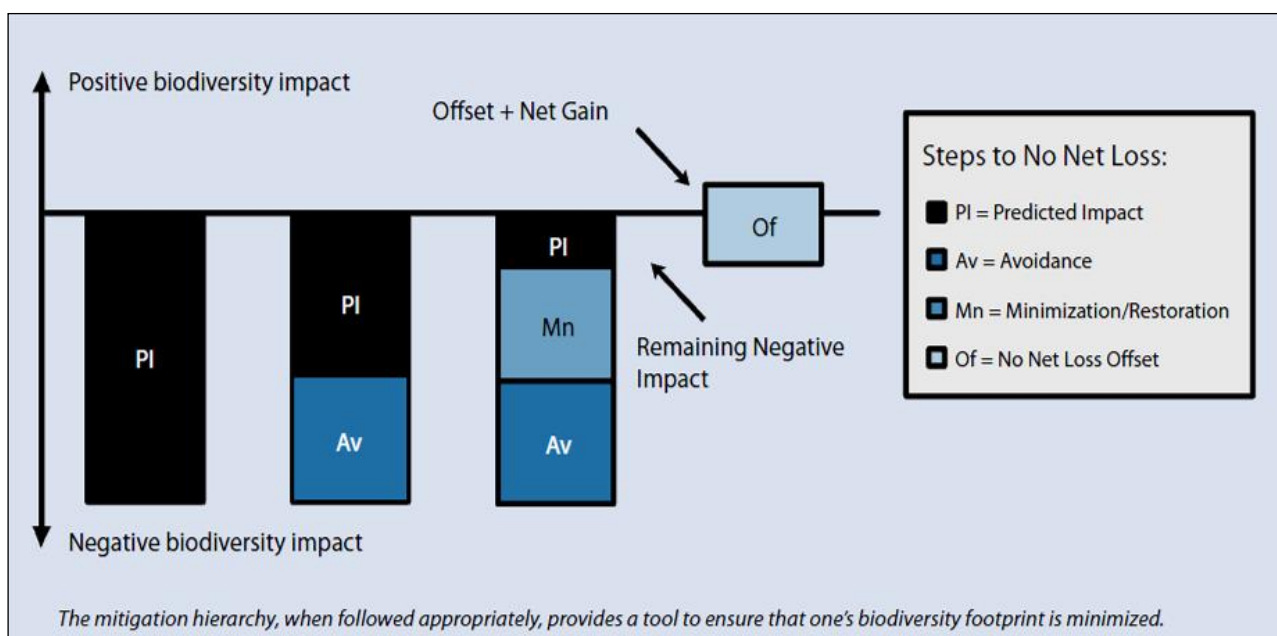 Positive biodiversity impact
Offset + Net Gain
Of
PI
PI
Av
PI
Mn
Av
Remaining Negative
Impact
Negative biodiversity impact
Steps to No Net Loss:
PI = Predicted Impact
Av = Avoidance
Mn = Minimization/Restoration
Of = No Net Loss Offset
The mitigation hierarchy, when followed appropriately, provides a tool to ensure that one's biodiversity footprint is minimized.